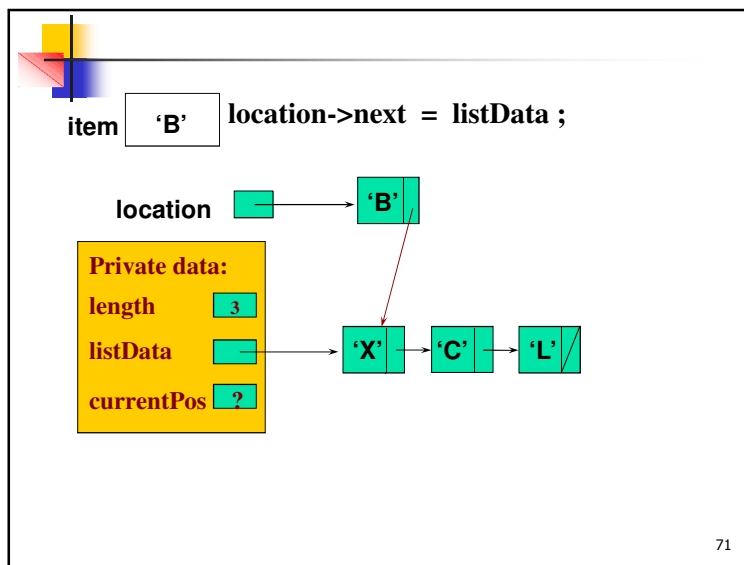 item ‘B’ location->next = listData ;
location ‘B’
Private data:
length 3
listData ‘X’ ‘C’ ‘L’
currentPos ?
71